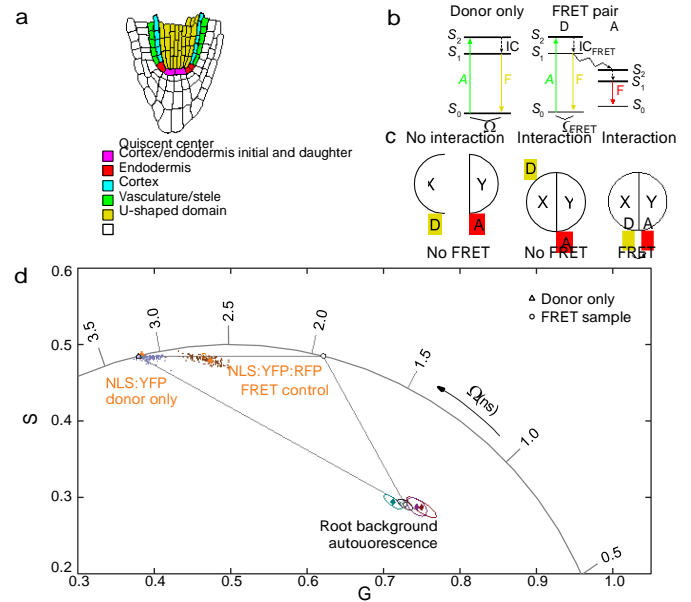 a
Quiscent center
Cortex/endermis initial and daughter
Endodermis
Cortex
Vasculature/stele
U-shaped domain
b
Donor only
FRET pair
D A
S2
S1
IC
A
F
S0
Ω
S2
S1
ICFRET
A
F
S0
ΩFRET
S2
S1
F
S0
c
No interaction
Interaction
Interaction
X Y
D A
No FRET
D
X Y
A
No FRET
X Y
D A
FRET
d
0.6
0.5
0.4
0.3
0.2
S
0.3 0.4 0.5 0.6 0.7 0.8 0.9 1.0
G
3.5
3.0
2.5
2.0
1.5
1.0
0.5
Ω(ns)
Donor only
FRET sample
NLS:YFP
donor only
NLS:YFP:RFP
FRET control
Root background
autouorescence